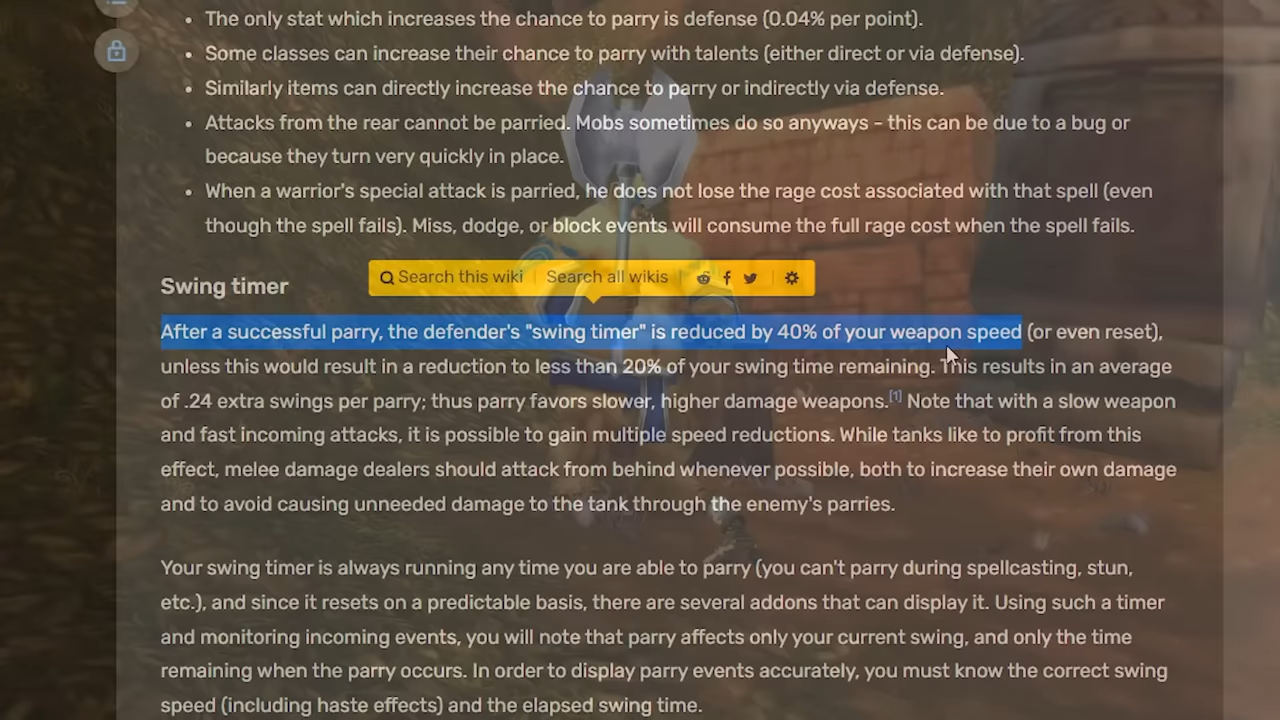 The only stat which increases the chance to parry is defense (0.04% per point).
Some classes can increase their chance to parry with talents (either direct or via defense).
Similarly items can directly increase the chance to parry or indirectly via defense.
Attacks from the rear cannot be parried. Mobs sometimes do so anyways - this can be due to a bug or
because they turn very quickly in place.
When a warrior's special attack is parried, he does not lose the rage cost associated with that spell (even
though the spell fails). Miss, dodge, or block events will consume the full rage cost when the spell fails.
Search this wiki Search all wikis
Swing timer
After a successful parry, the defender's "swing timer" is reduced by 40% of your weapon speed (or even reset),
unless this would result in a reduction to less than 20% of your swing time remaining. This results in an average
of .24 extra swings per parry; thus parry favors slower, higher damage weapons.[1] Note that with a slow weapon
and fast incoming attacks, it is possible to gain multiple speed reductions. While tanks like to profit from this
effect, melee damage dealers should attack from behind whenever possible, both to increase their own damage
and to avoid causing unneeded damage to the tank through the enemy's parries.
Your swing timer is always running any time you are able to parry (you can't parry during spellcasting, stun,
etc.), and since it resets on a predictable basis, there are several addons that can display it. Using such a timer
and monitoring incoming events, you will note that parry affects only your current swing, and only the time
remaining when the parry occurs. In order to display parry events accurately, you must know the correct swing
speed (including haste effects) and the elapsed swing time.